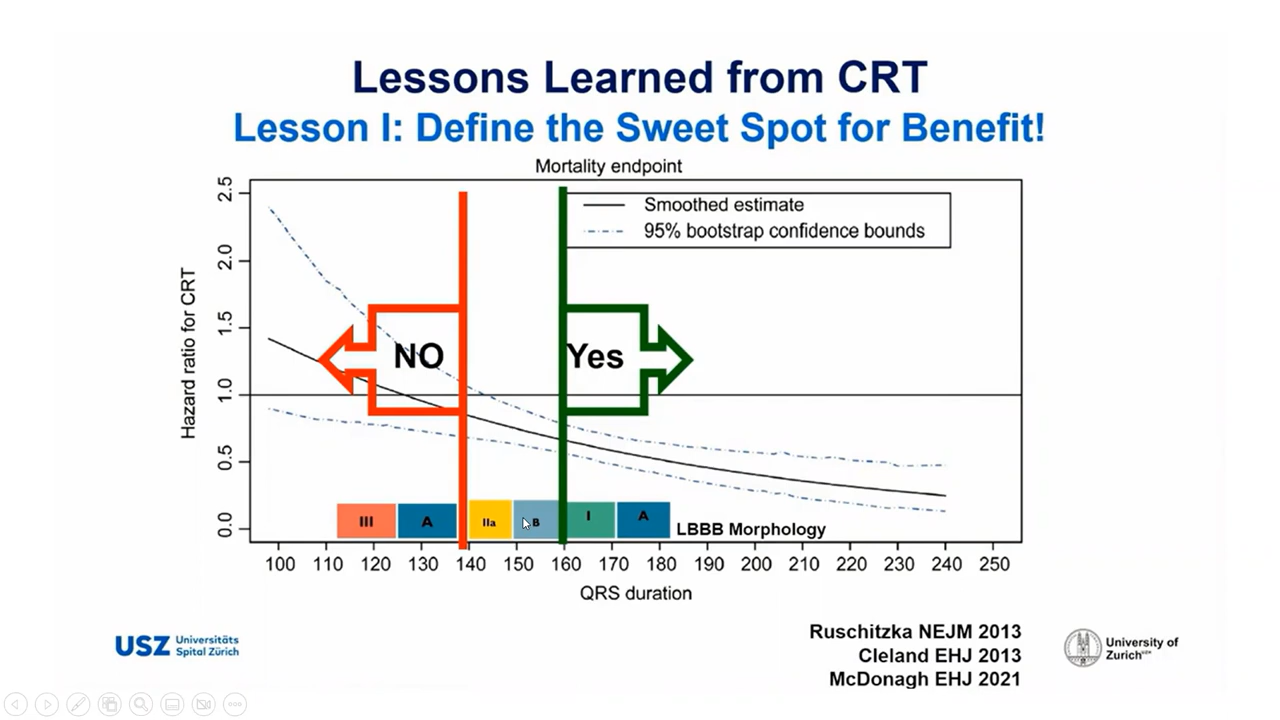 Lessons Learned from CRT
Lesson I: Define the Sweet Spot for Benefit!
Mortality endpoint
Smoothed estimate
95% bootstrap confidence bounds
Hazard ratio for CRT
2.5
2.0
1.5
1.0
0.5
0.0
NO
Yes
III
A
IIa
B
I
A
LBBB Morphology
100 110 120 130 140 150 160 170 180 190 200 210 220 230 240 250
QRS duration
Ruschitzka NEJM 2013
Cleland EHJ 2013
McDonagh EHJ 2021
USZ Universitäts
Spital Zürich
University of
Zurich